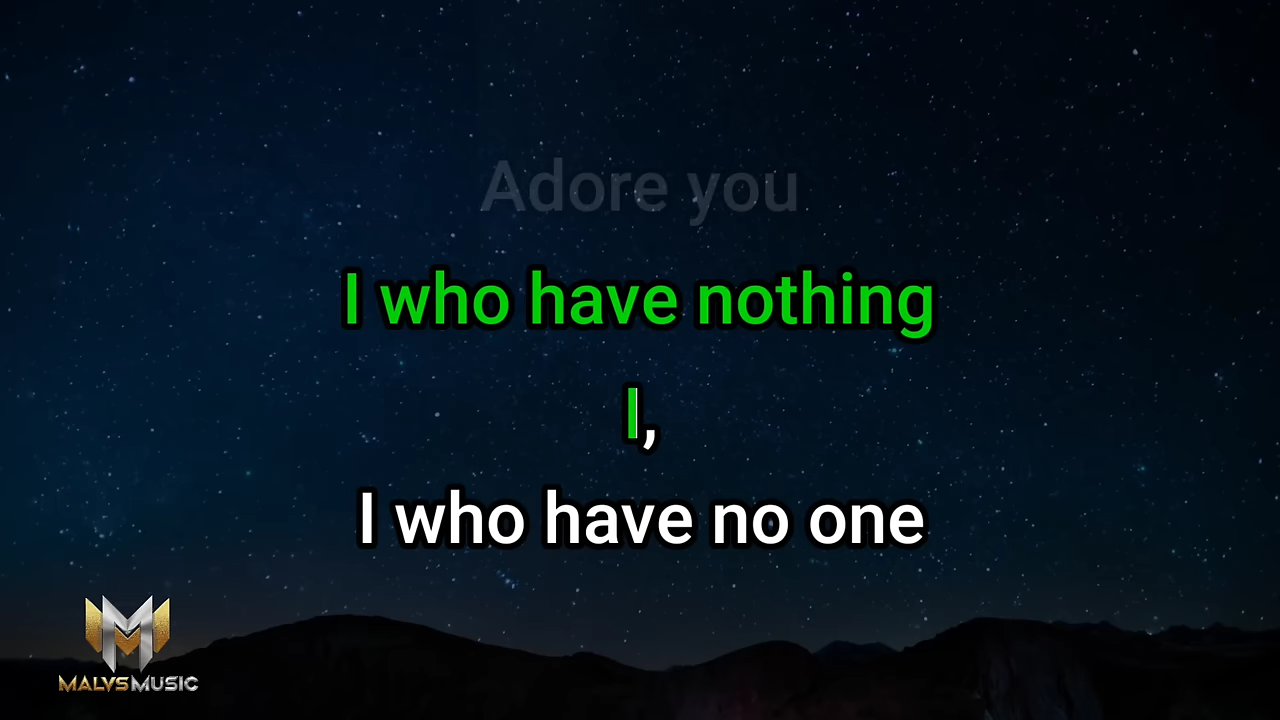 Adore you
I who have nothing
I,
I who have no one
MALVSMUSIC